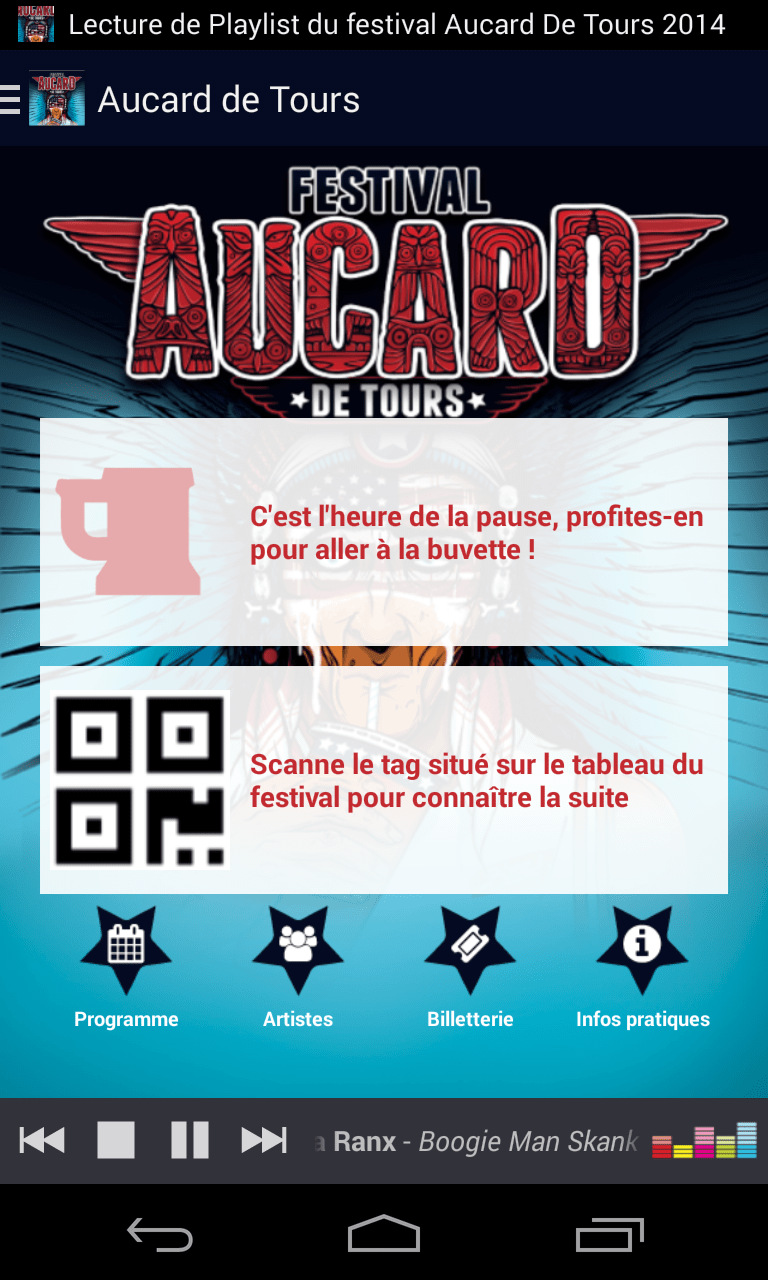 Lecture de Playlist du festival Aucard De Tours 2014
Aucard de Tours
FESTIVAL
AUCARD
DE TOURS
C'est l'heure de la pause, profites-en
pour aller à la buvette !
Scanne le tag situé sur le tableau du
festival pour connaître la suite
Programme
Artistes
Billetterie
Infos pratiques
a Ranx - Boogie Man Skank